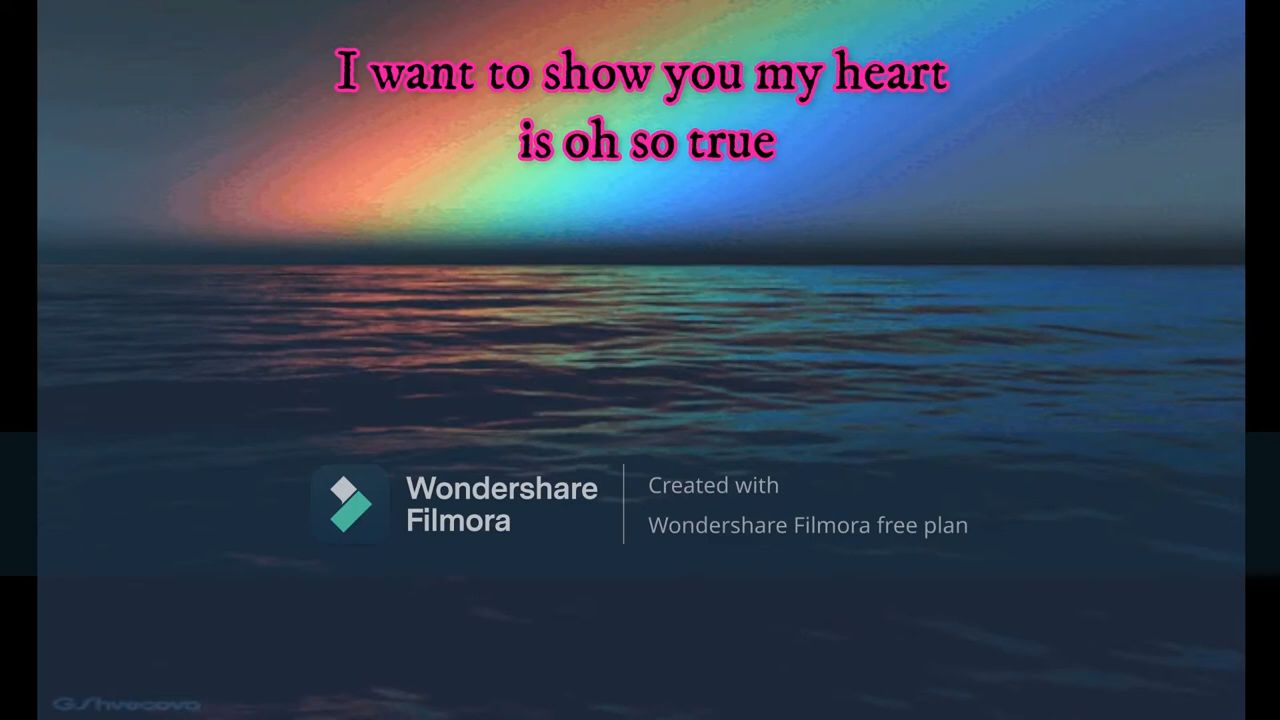 I want to show you my heart
is oh so true
Wondershare
Filmora
Created with
Wondershare Filmora free plan